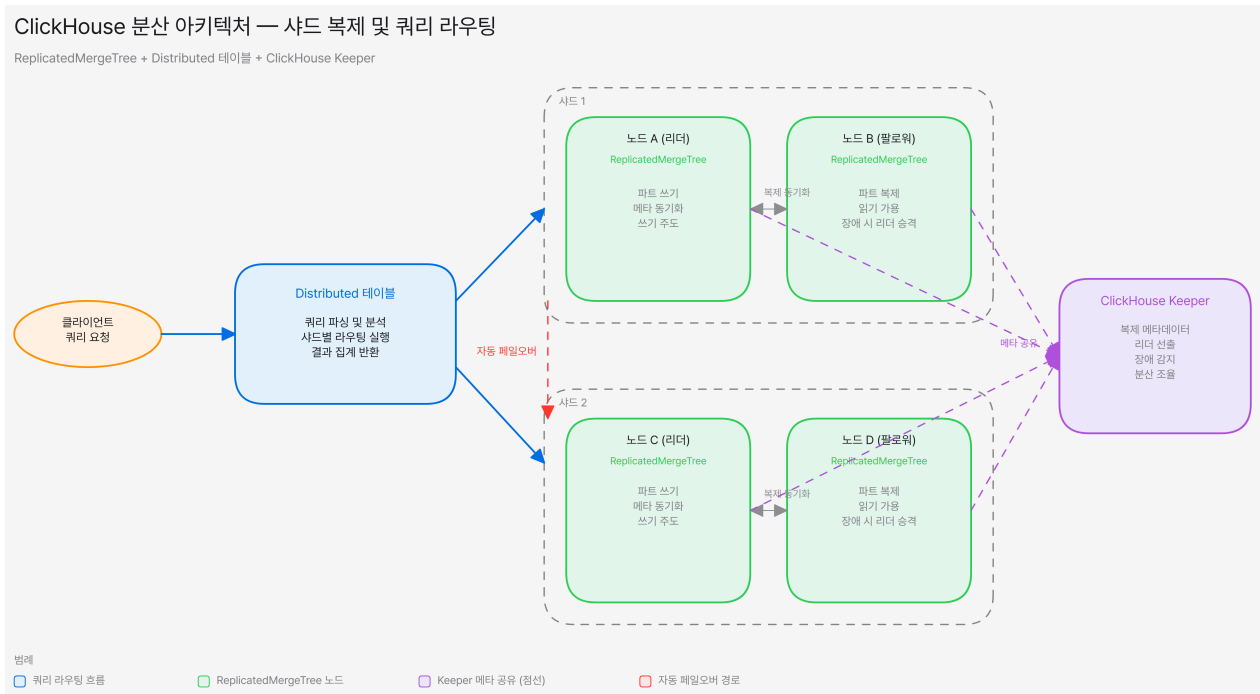 ClickHouse 분산 아키텍처 — 샤드 복제 및 쿼리 라우팅
ReplicatedMergeTree + Distributed 테이블 + ClickHouse Keeper
클라이언트
쿼리 요청
Distributed 테이블
쿼리 파싱 및 분석
샤드별 라우팅 실행
결과 집계 반환
자동 페일오버
샤드 1
노드 A (리더)
ReplicatedMergeTree
파트 쓰기
메타 동기화
쓰기 주도
복제 동기화
노드 B (팔로워)
ReplicatedMergeTree
파트 복제
읽기 가용
장애 시 리더 승격
샤드 2
노드 C (리더)
ReplicatedMergeTree
파트 쓰기
메타 동기화
쓰기 주도
복제 동기화
노드 D (팔로워)
ReplicatedMergeTree
파트 복제
읽기 가용
장애 시 리더 승격
메타 공유
ClickHouse Keeper
복제 메타데이터
리더 선출
장애 감지
분산 조율
범례
쿼리 라우팅 흐름
ReplicatedMergeTree 노드
Keeper 메타 공유 (점선)
자동 페일오버 경로